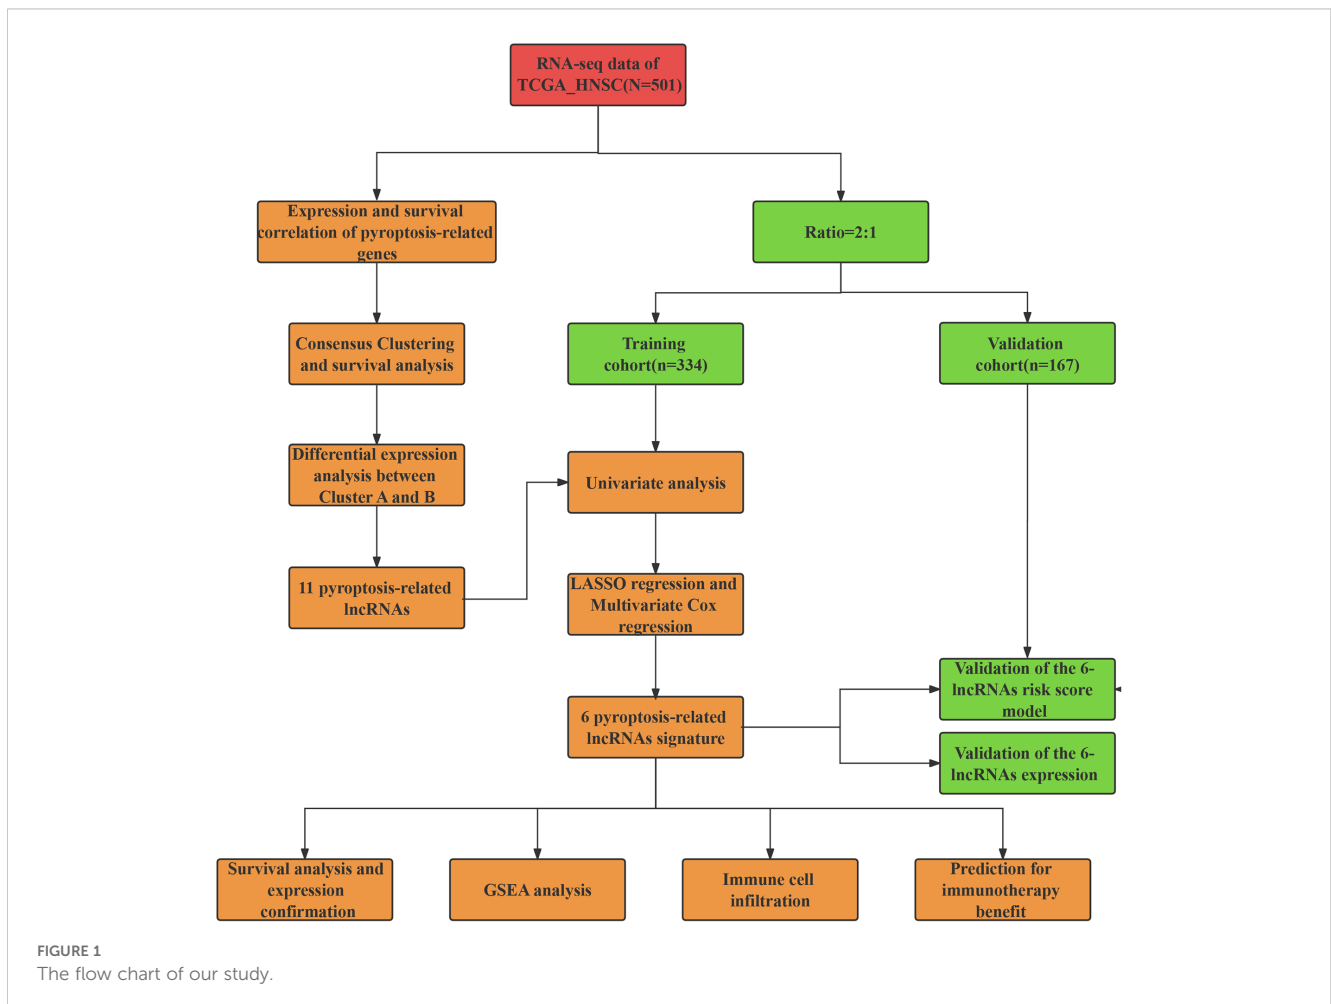 RNA-seq data of
TCGA_HNSC(N=501)
Expression and survival
correlation of pyroptosis-related
genes
Ratio=2:1
Consensus Clustering
and survival analysis
Training
cohort(n=334)
Validation
cohort(n=167)
Differential expression
analysis between
Cluster A and B
Univariate analysis
11 pyroptosis-related
lncRNAs
LASSO regression and
Multivariate Cox
regression
Validation of the 6-
lncRNAs risk score
model
6 pyroptosis-related
lncRNAs signature
Validation of the 6-
lncRNAs expression
Survival analysis and
expression
confirmation
GSEA analysis
Immune cell
infiltration
Prediction for
immunotherapy
benefit
FIGURE 1
The flow chart of our study.